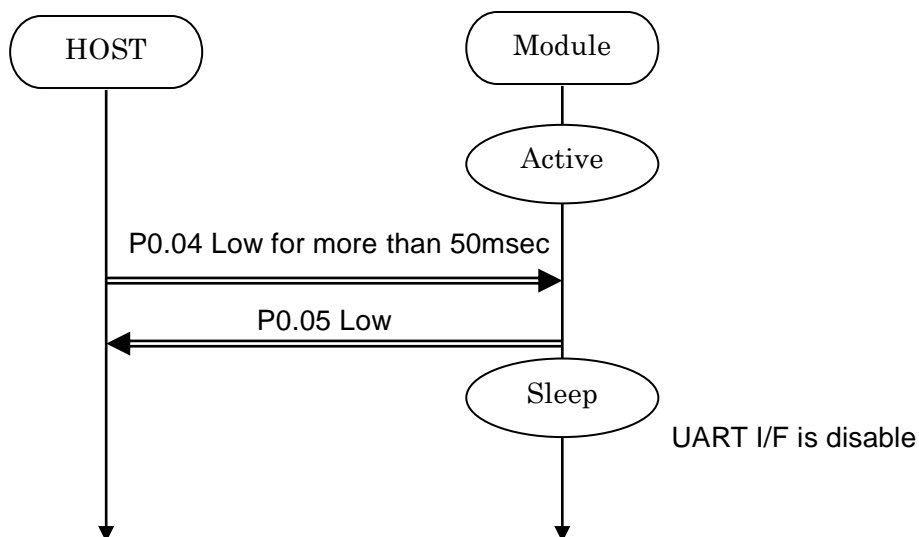 HOST
Module
Active
P0.04 Low for more than 50msec
P0.05 Low
Sleep
UART I/F is disable